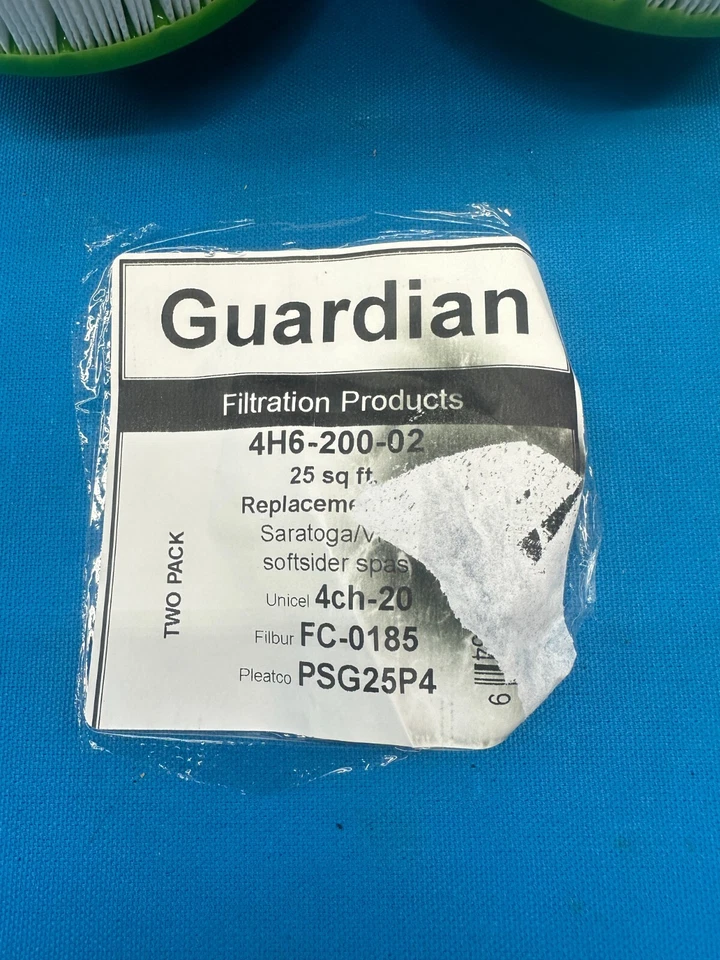 Guardian
Filtration Products
4H6-200-02
25 sq ft.
Saratoga/
softsider spas
Unicel 4ch-20
Filbur FC-0185
Pleatco PSG25P4
TWO PACK
9